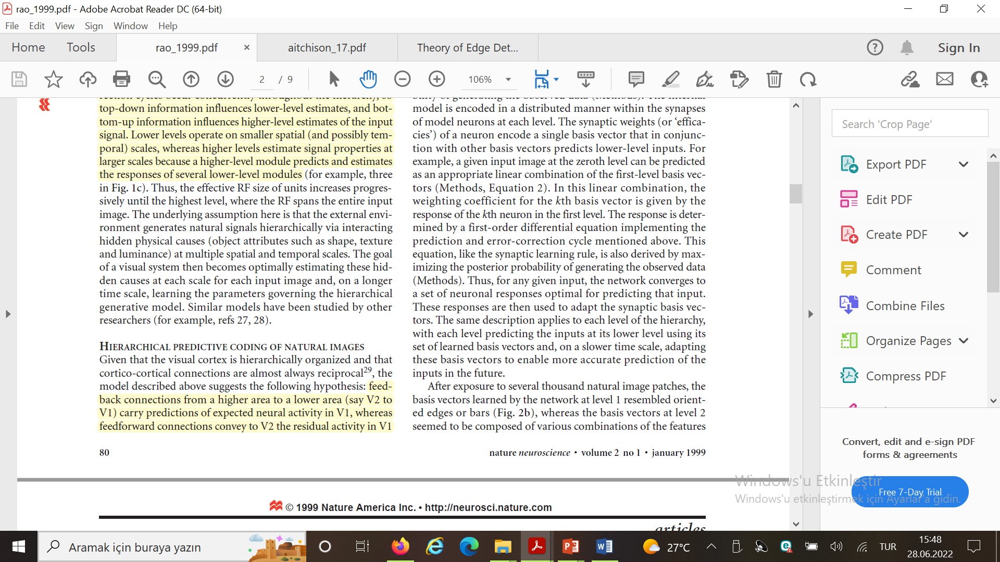 rao_1999.pdf - Adobe Acrobat Reader DC (64-bit)
File Edit View Sign Window Help
Home Tools rao_1999.pdf × aitchison_17.pdf Theory of Edge Det... Sign In
2 / 9 106%
rection cycles occur concurrently throughout the hierarchy, so
top-down information influences lower-level estimates, and bot-
tom-up information influences higher-level estimates of the input
signal. Lower levels operate on smaller spatial (and possibly tem-
poral) scales, whereas higher levels estimate signal properties at
larger scales because a higher-level module predicts and estimates
the responses of several lower-level modules (for example, three
in Fig. 1c). Thus, the effective RF size of units increases progres-
sively until the highest level, where the RF spans the entire input
image. The underlying assumption here is that the external envi-
ronment generates natural signals hierarchically via interacting
hidden physical causes (object attributes such as shape, texture
and luminance) at multiple spatial and temporal scales. The goal
of a visual system then becomes optimally estimating these hid-
den causes at each scale for each input image and, on a longer
time scale, learning the parameters governing the hierarchical
generative model. Similar models have been studied by other
researchers (for example, refs 27, 28).
HIERARCHICAL PREDICTIVE CODING OF NATURAL IMAGES
Given that the visual cortex is hierarchically organized and that
cortico-cortical connections are almost always reciprocal29, the
model described above suggests the following hypothesis: feed-
back connections from a higher area to a lower area (say V2 to
V1) carry predictions of expected neural activity in V1, whereas
feedforward connections convey to V2 the residual activity in V1
bility of generating the observed data (Methods). The internal
model is encoded in a distributed manner within the synapses
of model neurons at each level. The synaptic weights (or ‘effica-
cies’) of a neuron encode a single basis vector that in conjunc-
tion with other basis vectors predicts lower-level inputs. For
example, a given input image at the zeroth level can be predicted
as an appropriate linear combination of the first-level basis vec-
tors (Methods, Equation 2). In this linear combination, the
weighting coefficient for the kth basis vector is given by the
response of the kth neuron in the first level. The response is deter-
mined by a first-order differential equation implementing the
prediction and error-correction cycle mentioned above. This
equation, like the synaptic learning rule, is also derived by max-
imizing the posterior probability of generating the observed data
(Methods). Thus, for any given input, the network converges to
a set of neuronal responses optimal for predicting that input.
These responses are then used to adapt the synaptic basis vec-
tors. The same description applies to each level of the hierarchy,
with each level predicting the inputs at its lower level using its
set of learned basis vectors and, on a slower time scale, adapting
these basis vectors to enable more accurate prediction of the
inputs in the future.
After exposure to several thousand natural image patches, the
basis vectors learned by the network at level 1 resembled orient-
ed edges or bars (Fig. 2b), whereas the basis vectors at level 2
seemed to be composed of various combinations of the features
80
nature neuroscience • volume 2 no 1 • january 1999
© 1999 Nature America Inc. • http://neurosci.nature.com
articles
Search 'Crop Page'
Export PDF
Edit PDF
Create PDF
Comment
Combine Files
Organize Pages
Compress PDF
Convert, edit and e-sign PDF
forms & agreements
Free 7-Day Trial
Windows'u Etkinleştir
Windows'u etkinleştirmek için Ayarlar'a gidin.
Aramak için buraya yazın
27°C
TUR
15:48
28.06.2022